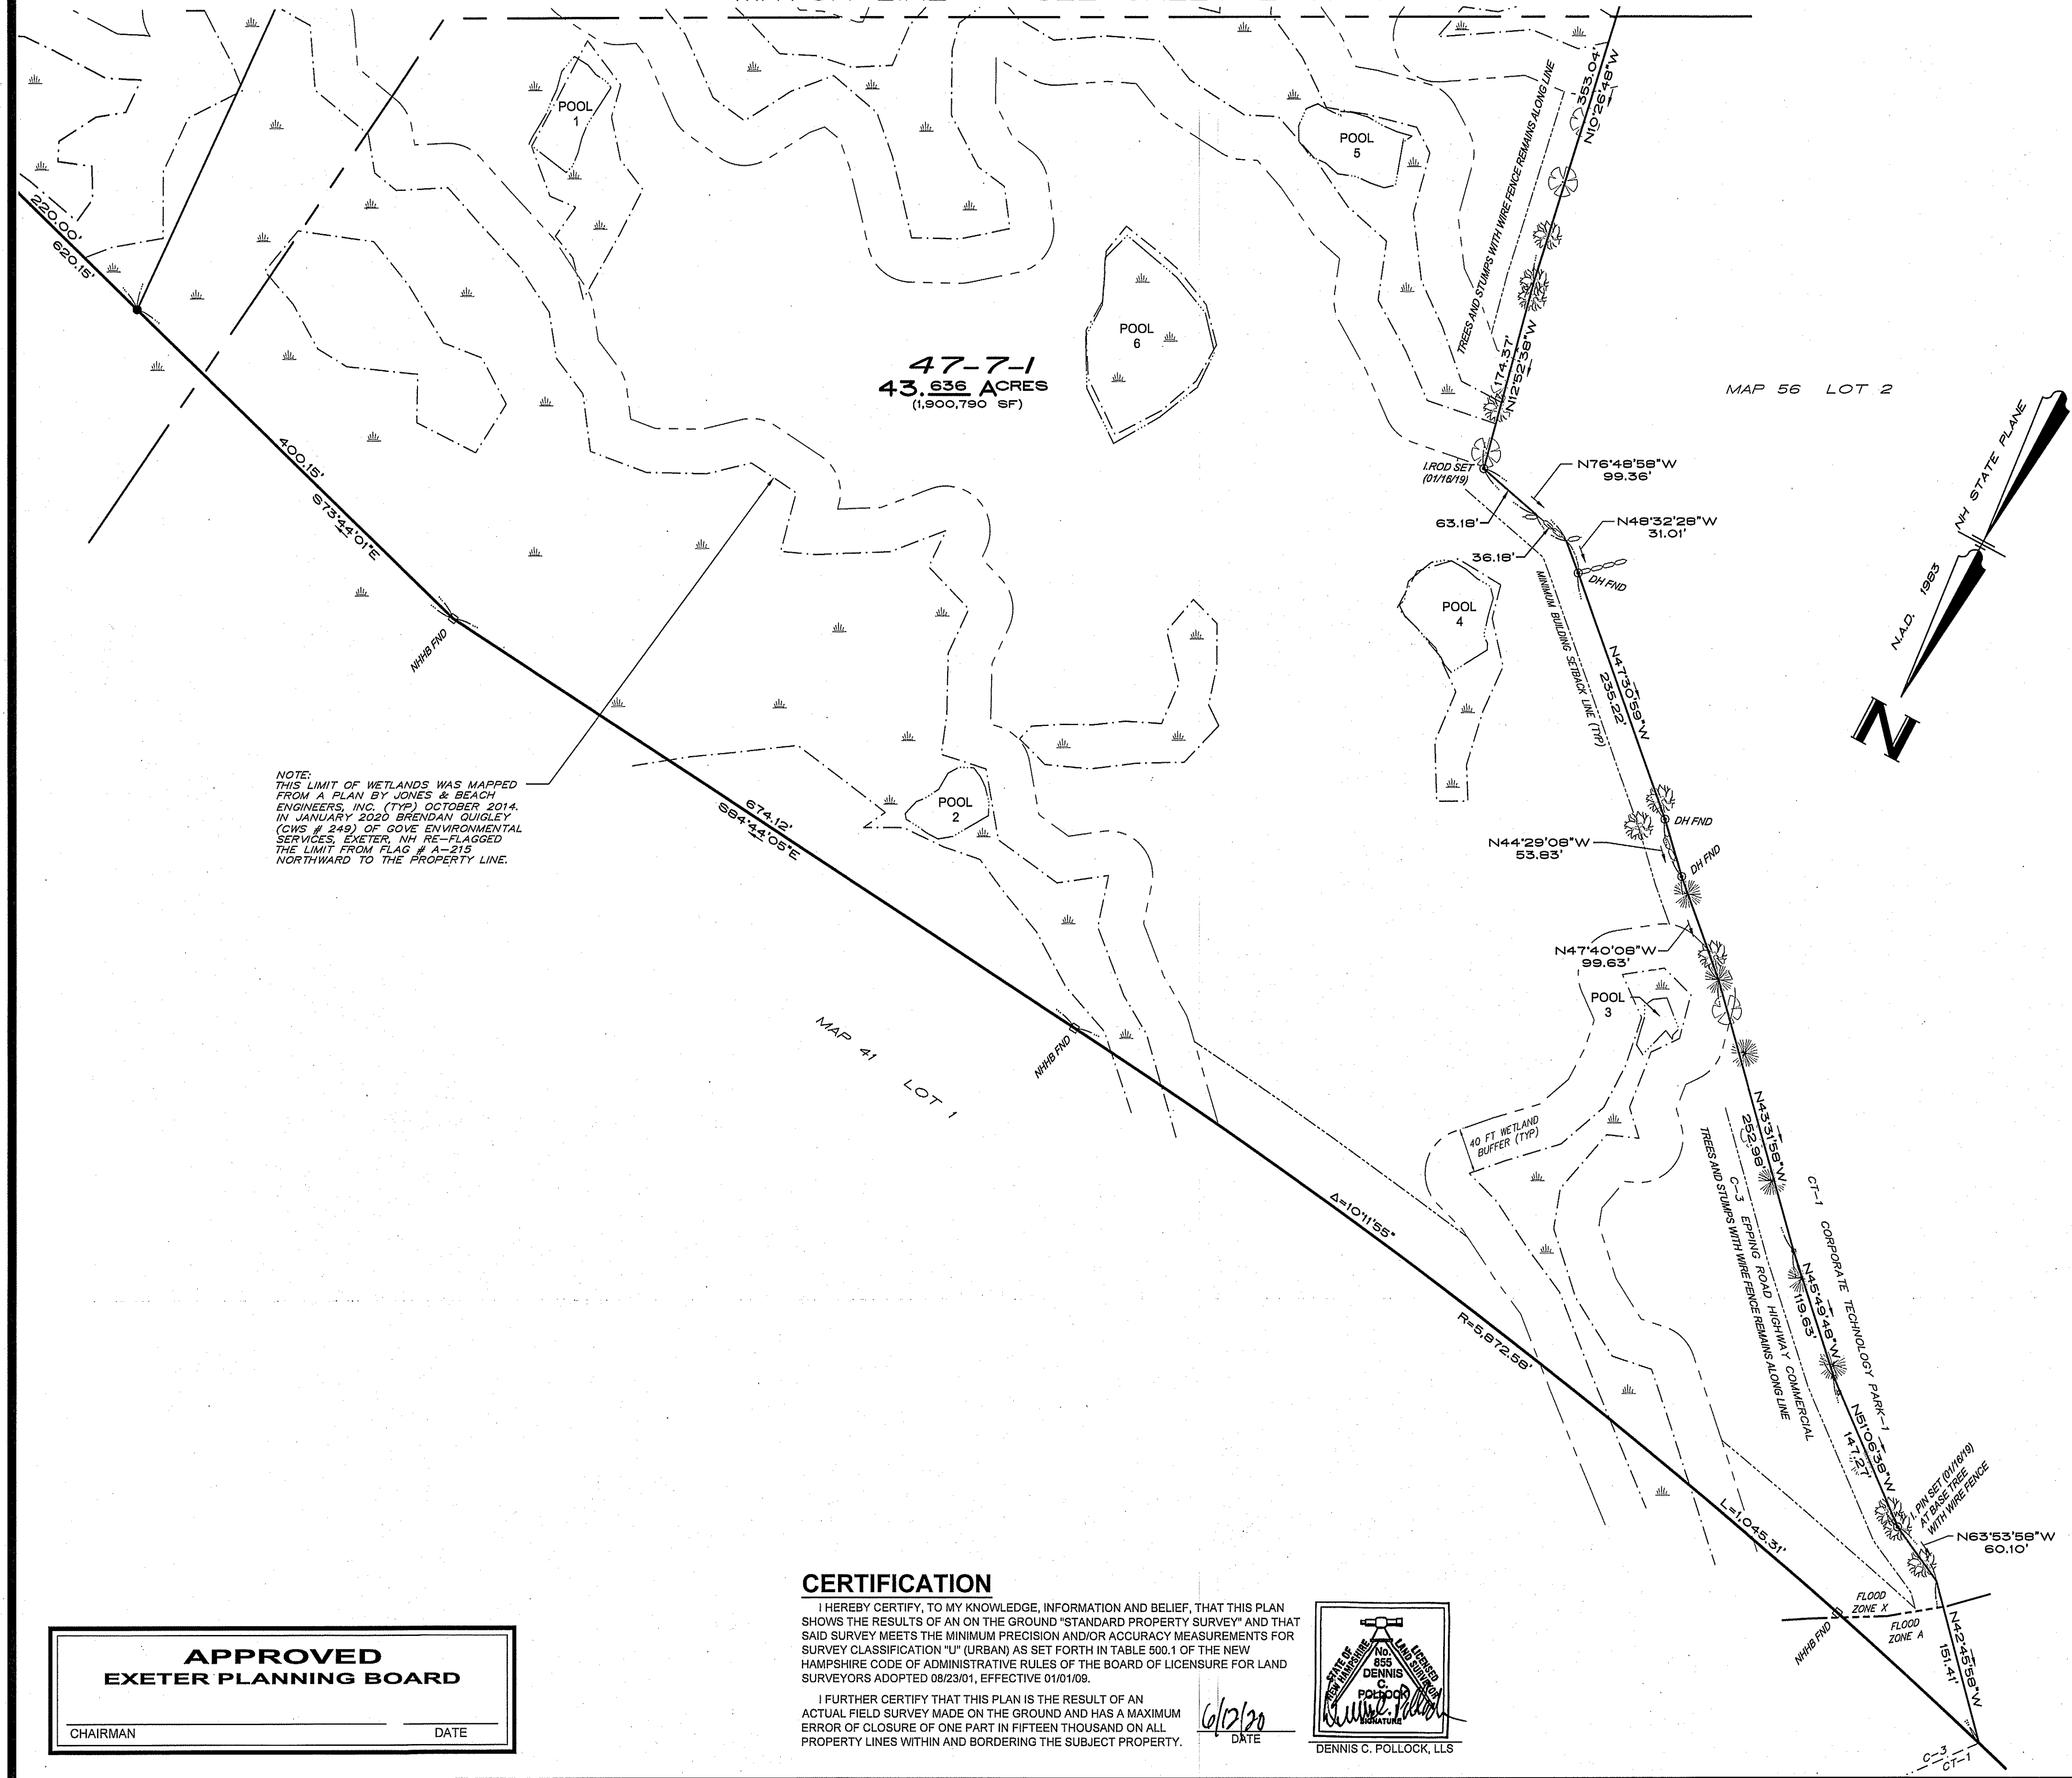 353.04'
N10°26'48"W
TREES AND STUMPS WITH WIRE FENCE REMAINS ALONG LINE
POOL
1
POOL
5
220.00'
620.15'
POOL
6
47-7-1
43.636 ACRES
(1,900,790 SF)
174.37'
N12°52'38"W
MAP 56 LOT 2
NH STATE PLANE
N.A.D. 1983
N
400.15'
S73°44'01"E
I.ROD SET
(01/16/19)
N76°48'58"W
99.36'
63.18'
N48°32'28"W
31.01'
36.18'
DH FND
NHHB FND
POOL
4
MINIMUM BUILDING SETBACK LINE (TYP)
N47°30'59"W
235.22'
NOTE:
THIS LIMIT OF WETLANDS WAS MAPPED
FROM A PLAN BY JONES & BEACH
ENGINEERS, INC. (TYP) OCTOBER 2014.
IN JANUARY 2020 BRENDAN QUIGLEY
(CWS # 249) OF GOVE ENVIRONMENTAL
SERVICES, EXETER, NH RE-FLAGGED
THE LIMIT FROM FLAG # A-215
NORTHWARD TO THE PROPERTY LINE.
674.12'
S84°44'05"E
POOL
2
DH FND
N44°29'08"W
53.83'
DH FND
N47°40'08"W
99.63'
POOL
3
MAP 41 LOT 1
NHHB FND
40 FT WETLAND
BUFFER (TYP)
N43°31'58"W
252.98'
CT-1 CORPORATE TECHNOLOGY PARK-1
C-3 EPPING ROAD HIGHWAY COMMERCIAL
TREES AND STUMPS WITH WIRE FENCE REMAINS ALONG LINE
Δ=10°11'55"
R=5,872.58'
L=1,045.31'
N45°49'48"W
119.63'
N51°06'38"W
147.27'
I. PIN SET (01/16/19)
AT BASE TREE
WITH WIRE FENCE
N63°53'58"W
60.10'
FLOOD
ZONE X
FLOOD
ZONE A
NHHB FND
N42°45'58"W
151.41'
C-3
CT-1
CERTIFICATION
I HEREBY CERTIFY, TO MY KNOWLEDGE, INFORMATION AND BELIEF, THAT THIS PLAN
SHOWS THE RESULTS OF AN ON THE GROUND "STANDARD PROPERTY SURVEY" AND THAT
SAID SURVEY MEETS THE MINIMUM PRECISION AND/OR ACCURACY MEASUREMENTS FOR
SURVEY CLASSIFICATION "U" (URBAN) AS SET FORTH IN TABLE 500.1 OF THE NEW
HAMPSHIRE CODE OF ADMINISTRATIVE RULES OF THE BOARD OF LICENSURE FOR LAND
SURVEYORS ADOPTED 08/23/01, EFFECTIVE 01/01/09.
I FURTHER CERTIFY THAT THIS PLAN IS THE RESULT OF AN
ACTUAL FIELD SURVEY MADE ON THE GROUND AND HAS A MAXIMUM
ERROR OF CLOSURE OF ONE PART IN FIFTEEN THOUSAND ON ALL
PROPERTY LINES WITHIN AND BORDERING THE SUBJECT PROPERTY.
6/12/20
DATE
STATE OF
NEW HAMPSHIRE
LICENSED
LAND SURVEYOR
No.
855
DENNIS
C.
POLLOCK
SIGNATURE
DENNIS C. POLLOCK, LLS
APPROVED
EXETER PLANNING BOARD
CHAIRMAN
DATE